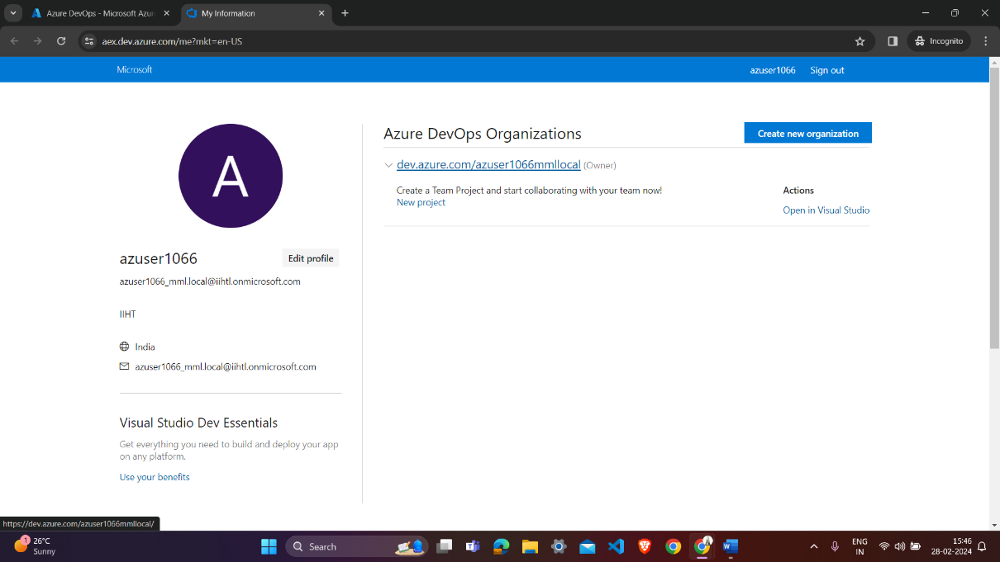 Azure DevOps - Microsoft Azur
My Information
aex.dev.azure.com/me?mkt=en-US
Incognito
Microsoft
azuser1066
Sign out
A
azuser1066
Edit profile
azuser1066_mml.local@iihtl.onmicrosoft.com
IIHT
India
azuser1066_mml.local@iihtl.onmicrosoft.com
Visual Studio Dev Essentials
Get everything you need to build and deploy your app
on any platform.
Use your benefits
Azure DevOps Organizations
Create new organization
dev.azure.com/azuser1066mmllocal (Owner)
Create a Team Project and start collaborating with your team now!
New project
Actions
Open in Visual Studio
https://dev.azure.com/azuser1066mmllocal/
1
26°C
Sunny
Search
ENG
IN
15:46
28-02-2024